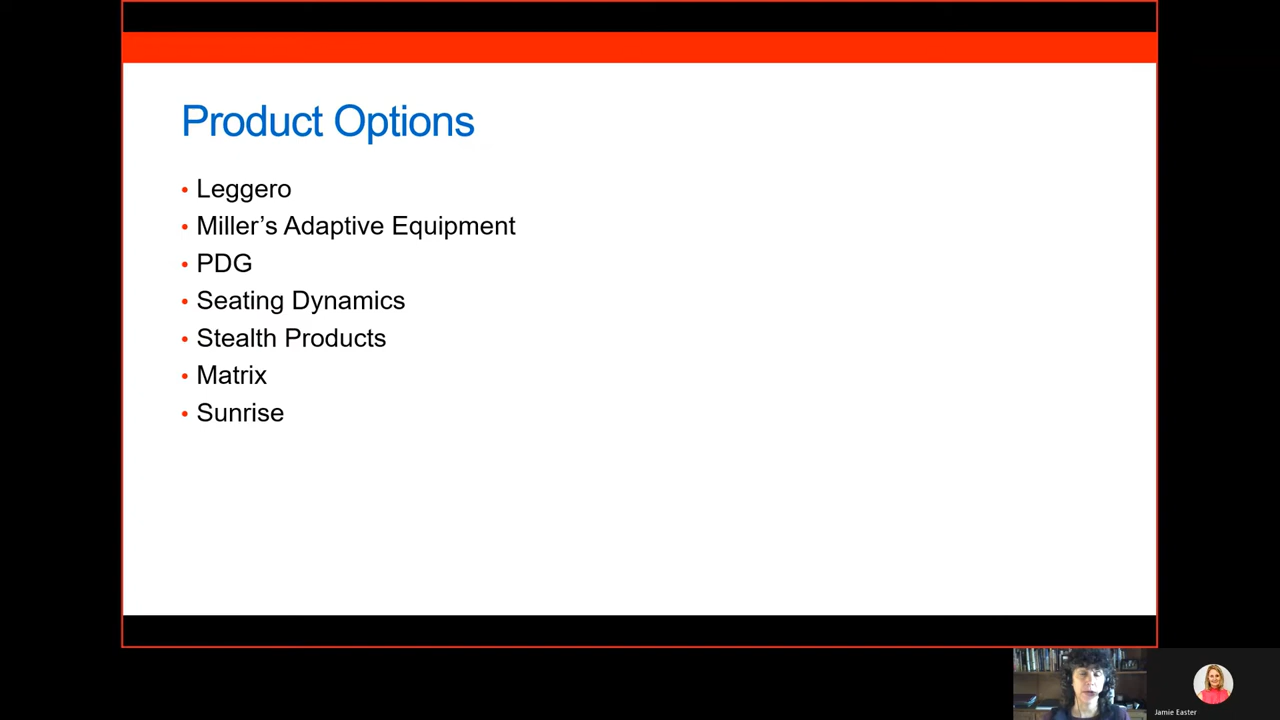 Product Options
• Leggero
• Miller’s Adaptive Equipment
• PDG
• Seating Dynamics
• Stealth Products
• Matrix
• Sunrise
Jamie Easter